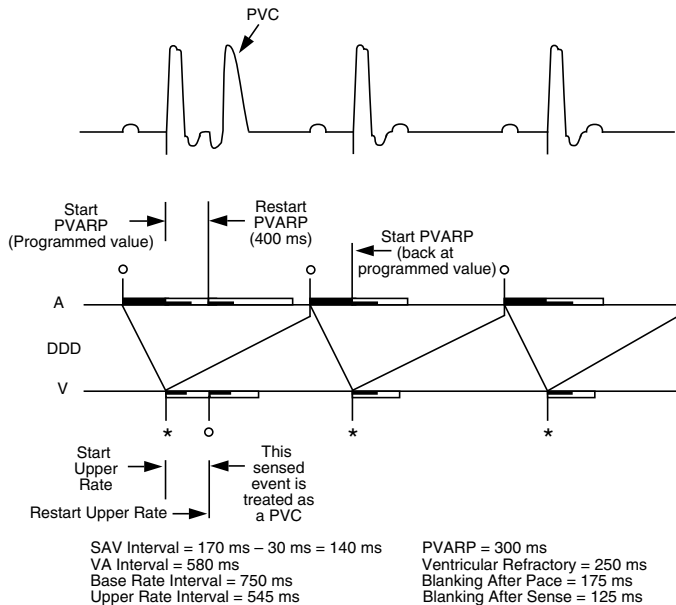 PVC
Start
PVARP
(Programmed value)
Restart
PVARP
(400 ms)
Start PVARP
(back at
programmed value)
A
DDD
V
*
*
*
Start
Upper
Rate
This
sensed
event is
treated as
a PVC
Restart Upper Rate
SAV Interval = 170 ms – 30 ms = 140 ms
VA Interval = 580 ms
Base Rate Interval = 750 ms
Upper Rate Interval = 545 ms
PVARP = 300 ms
Ventricular Refractory = 250 ms
Blanking After Pace = 175 ms
Blanking After Sense = 125 ms